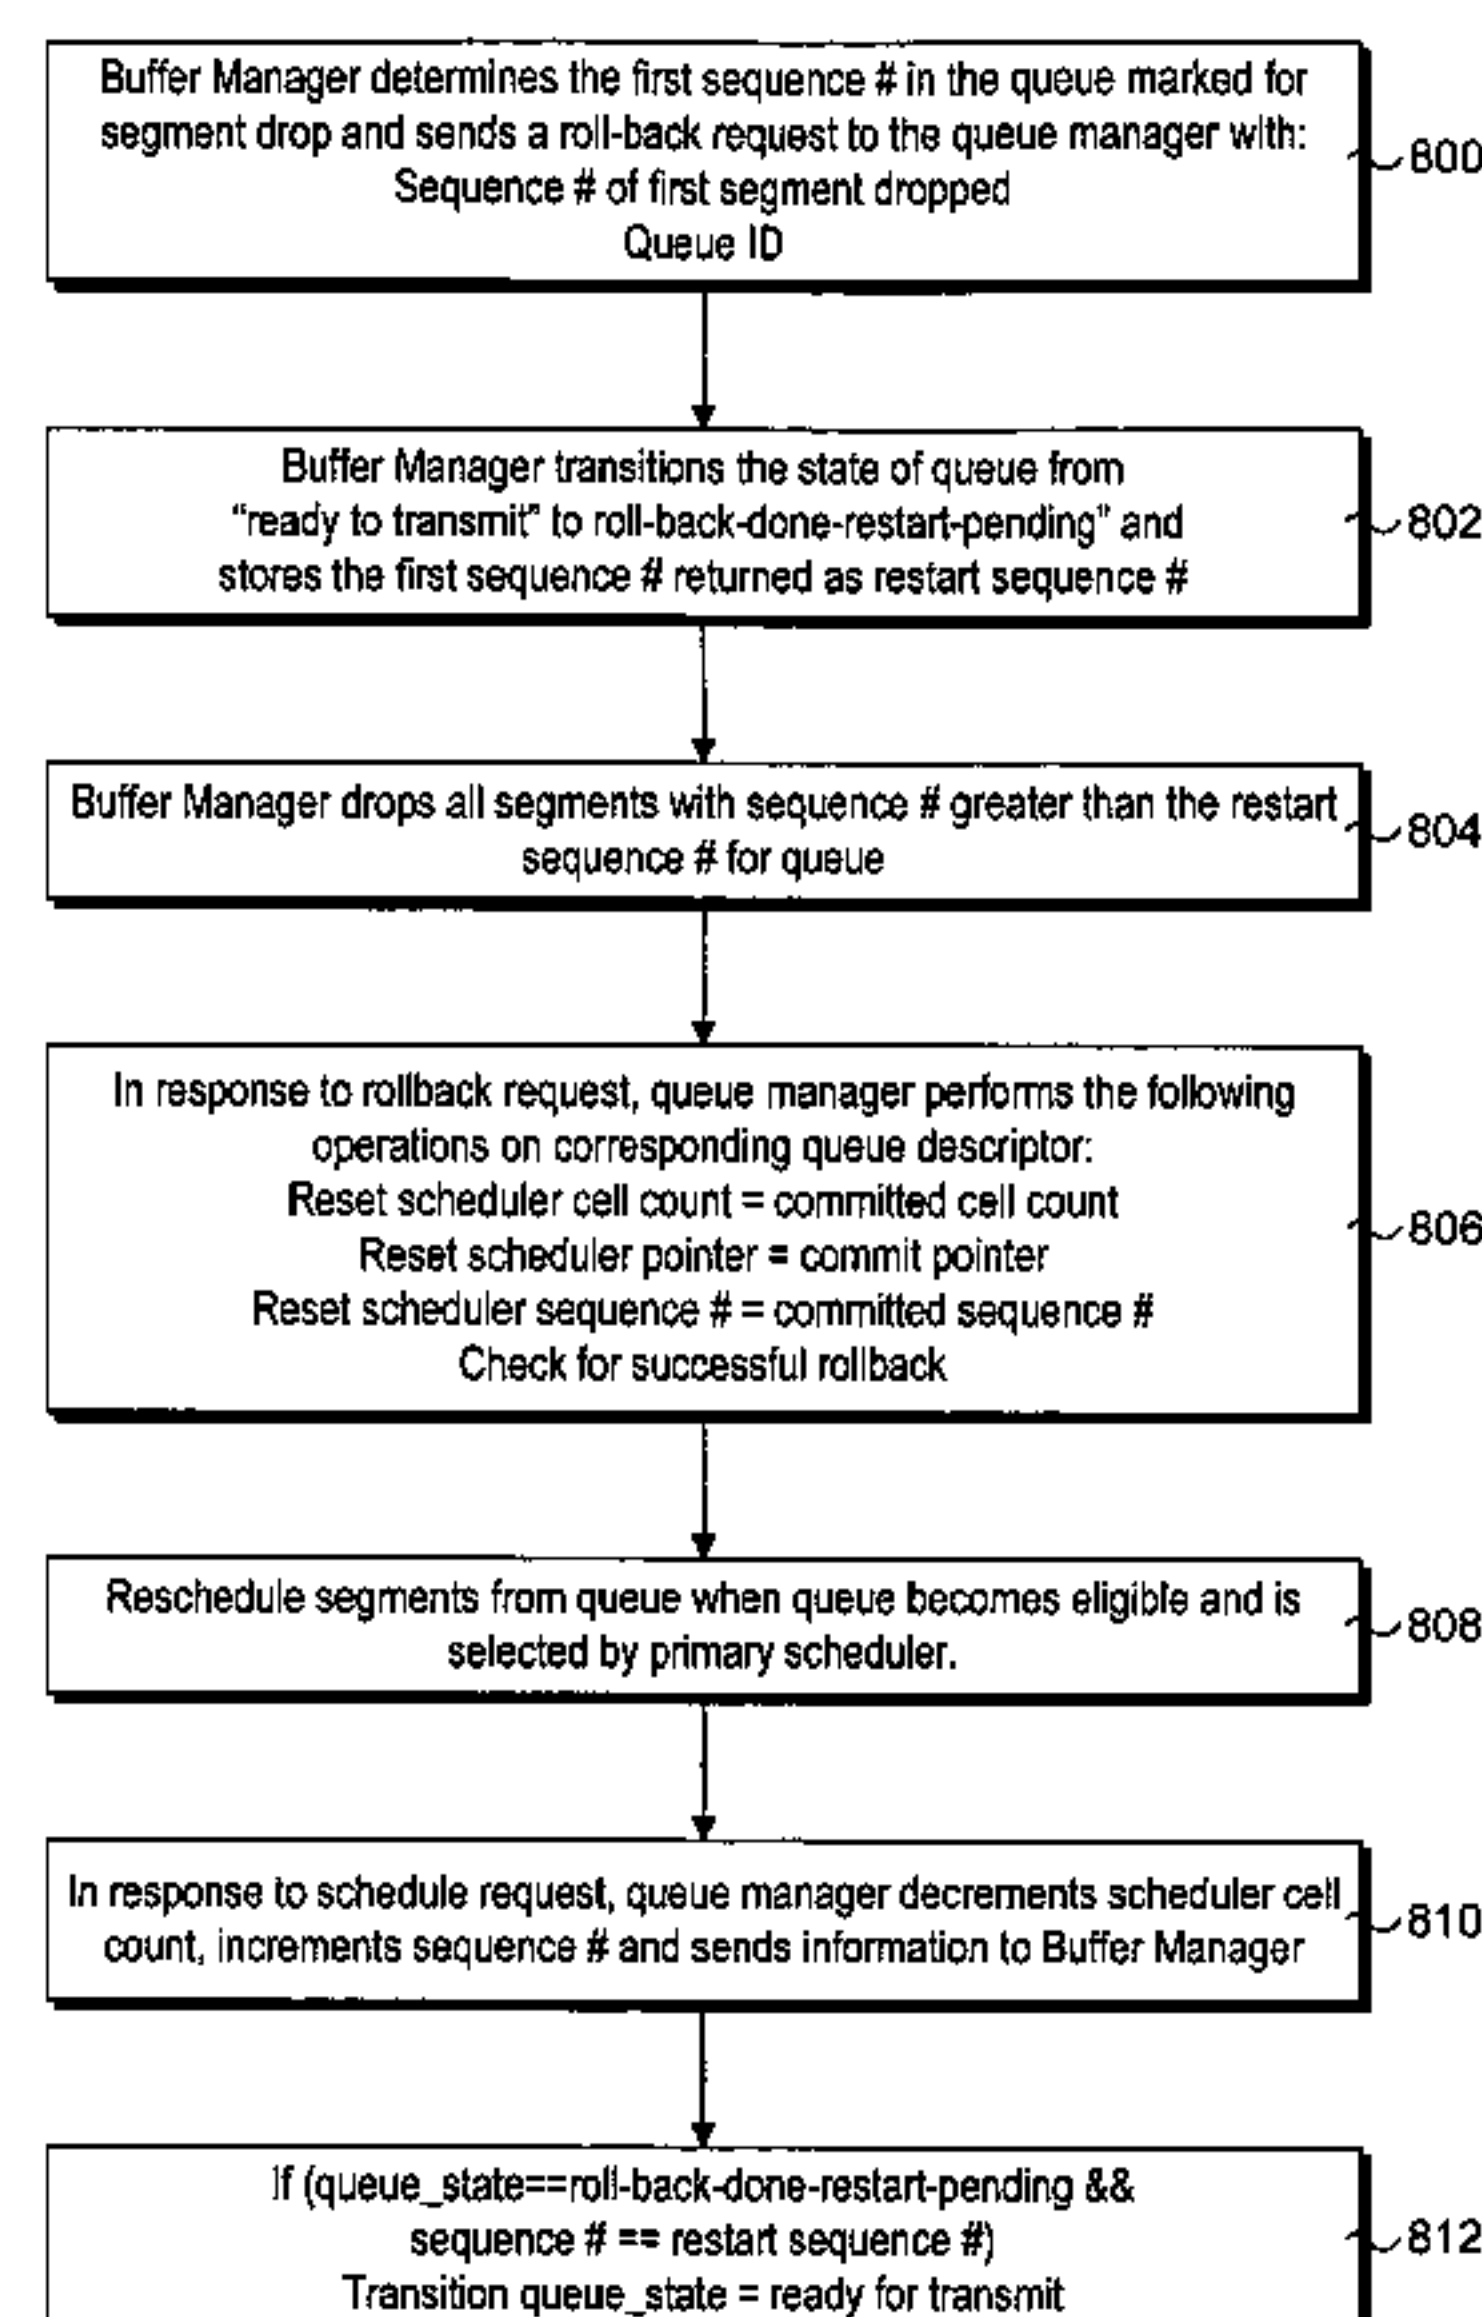 Buffer Manager determines the first sequence # in the queue marked for
segment drop and sends a roll-back request to the queue manager with:
Sequence # of first segment dropped
Queue ID
800
Buffer Manager transitions the state of queue from
“ready to transmit” to roll-back-done-restart-pending” and
stores the first sequence # returned as restart sequence #
802
Buffer Manager drops all segments with sequence # greater than the restart
sequence # for queue
804
In response to rollback request, queue manager performs the following
operations on corresponding queue descriptor:
Reset scheduler cell count = committed cell count
Reset scheduler pointer = commit pointer
Reset scheduler sequence # = committed sequence #
Check for successful rollback
806
Reschedule segments from queue when queue becomes eligible and is
selected by primary scheduler.
808
In response to schedule request, queue manager decrements scheduler cell
count, increments sequence # and sends information to Buffer Manager
810
If (queue_state==roll-back-done-restart-pending &&
sequence # == restart sequence #)
Transition queue_state = ready for transmit
812